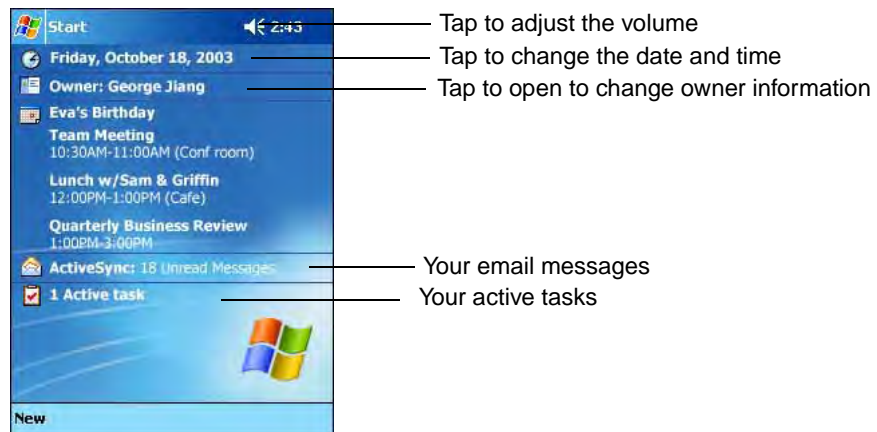 Start 2:43
Tap to adjust the volume
Friday, October 18, 2003
Tap to change the date and time
Owner: George Jiang
Tap to open to change owner information
Eva's Birthday
Team Meeting
10:30AM-11:00AM (Conf room)
Lunch w/Sam & Griffin
12:00PM-1:00PM (Cafe)
Quarterly Business Review
1:00PM-3:00PM
ActiveSync: 18 Unread Messages
Your email messages
1 Active task
Your active tasks
New